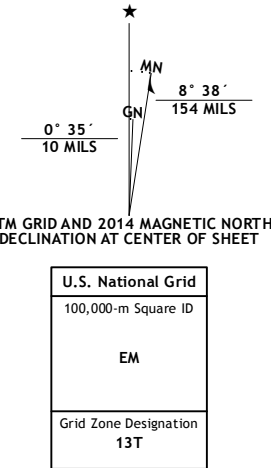 ★
MN
GN
8° 38´
154 MILS
0° 35´
10 MILS
TM GRID AND 2014 MAGNETIC NORTH
DECLINATION AT CENTER OF SHEET
U.S. National Grid
100,000-m Square ID
EM
Grid Zone Designation
13T